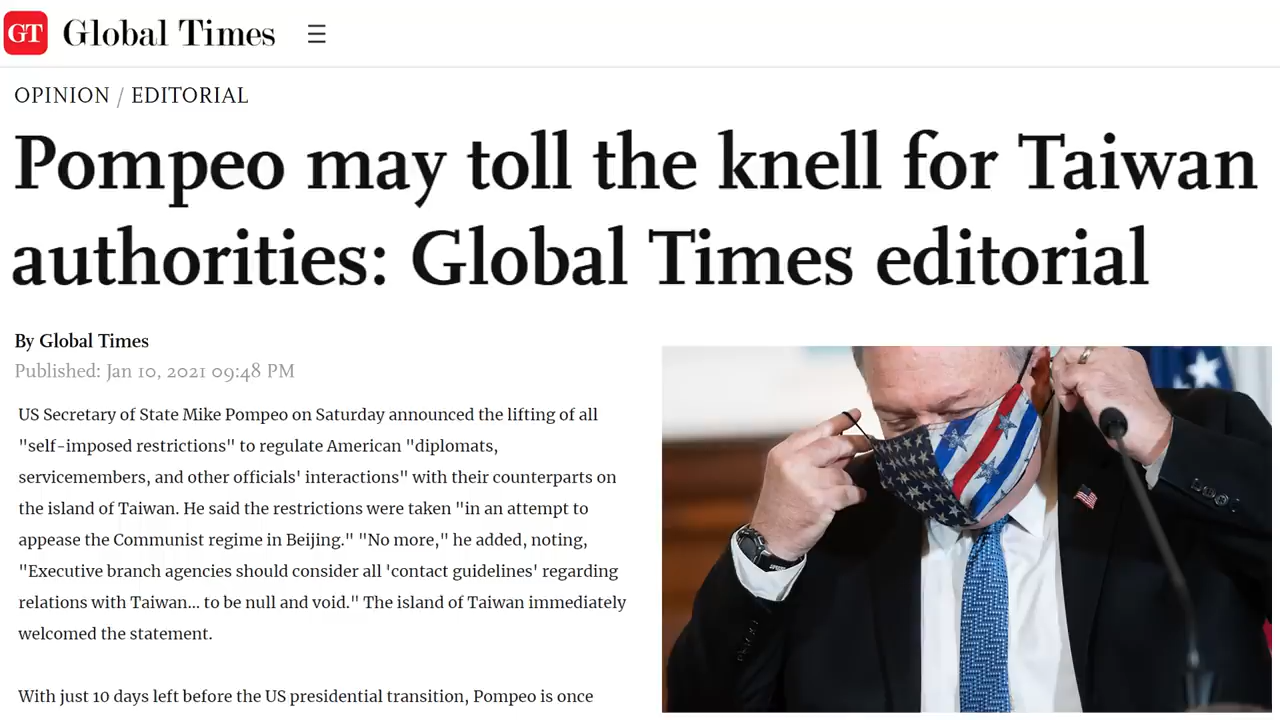 GT Global Times
OPINION / EDITORIAL
Pompeo may toll the knell for Taiwan
authorities: Global Times editorial
By Global Times
Published: Jan 10, 2021 09:48 PM
US Secretary of State Mike Pompeo on Saturday announced the lifting of all
"self-imposed restrictions" to regulate American "diplomats,
servicemembers, and other officials' interactions" with their counterparts on
the island of Taiwan. He said the restrictions were taken "in an attempt to
appease the Communist regime in Beijing." "No more," he added, noting,
"Executive branch agencies should consider all 'contact guidelines' regarding
relations with Taiwan... to be null and void." The island of Taiwan immediately
welcomed the statement.
With just 10 days left before the US presidential transition, Pompeo is once